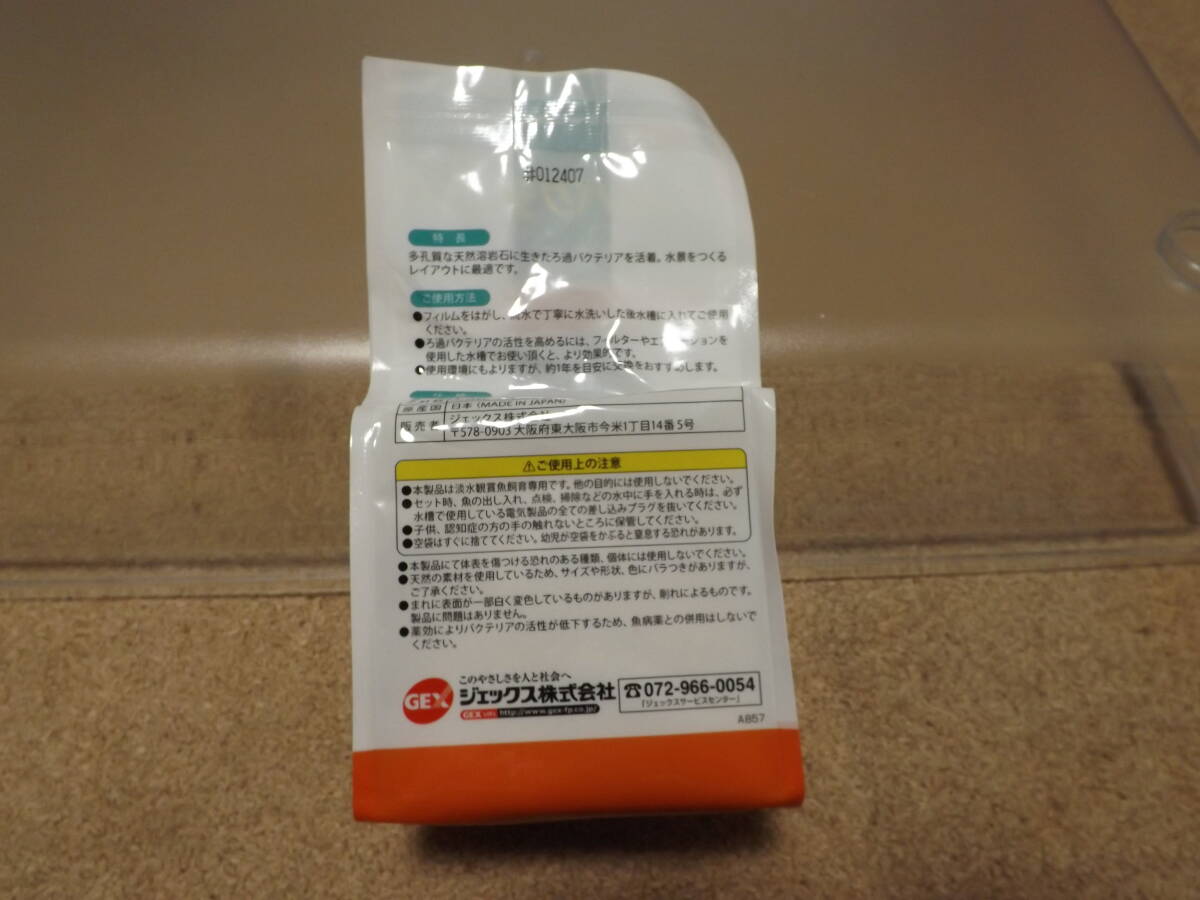 #012407
特長
多孔質な天然溶岩石に生きたろ過バクテリアを活着。水景をつくる
レイアウトに最適です。
ご使用方法
●フィルムをはがし、流水で丁寧に水洗いした後水槽に入れてご使用
ください。
●ろ過バクテリアの活性を高めるには、フィルターやエアレーションを
使用した水槽でお使い頂くと、より効果的です。
●使用環境にもよりますが、約1年を目安に交換をおすすめします。
原産国 日本 (MADE IN JAPAN)
販売者 ジェックス株式会社
〒578-0903 大阪府東大阪市今米1丁目14番5号
⚠ご使用上の注意
●本製品は淡水観賞魚飼育専用です。他の目的には使用しないでください。
●セット時、魚の出し入れ、点検、掃除などの水中に手を入れる時は、必ず
水槽で使用している電気製品の全ての差し込みプラグを抜いてください。
●子供、認知症の方の手の触れないところに保管してください。
●空袋はすぐに捨ててください。幼児が空袋をかぶると窒息する恐れがあります。
●本製品にて体表を傷つける恐れのある種類、個体には使用しないでください。
●天然の素材を使用しているため、サイズや形状、色にバラつきがありますが、
ご了承ください。
●まれに表面が一部白く変色しているものがありますが、削れによるものです。
製品に問題はありません。
●薬効によりバクテリアの活性が低下するため、魚病薬との併用はしないで
ください。
このやさしさを人と社会へ
GEX ジェックス株式会社 ☎072-966-0054
GEX URL http://www.gex-fp.co.jp/ 「ジェックスサービスセンター」
A857